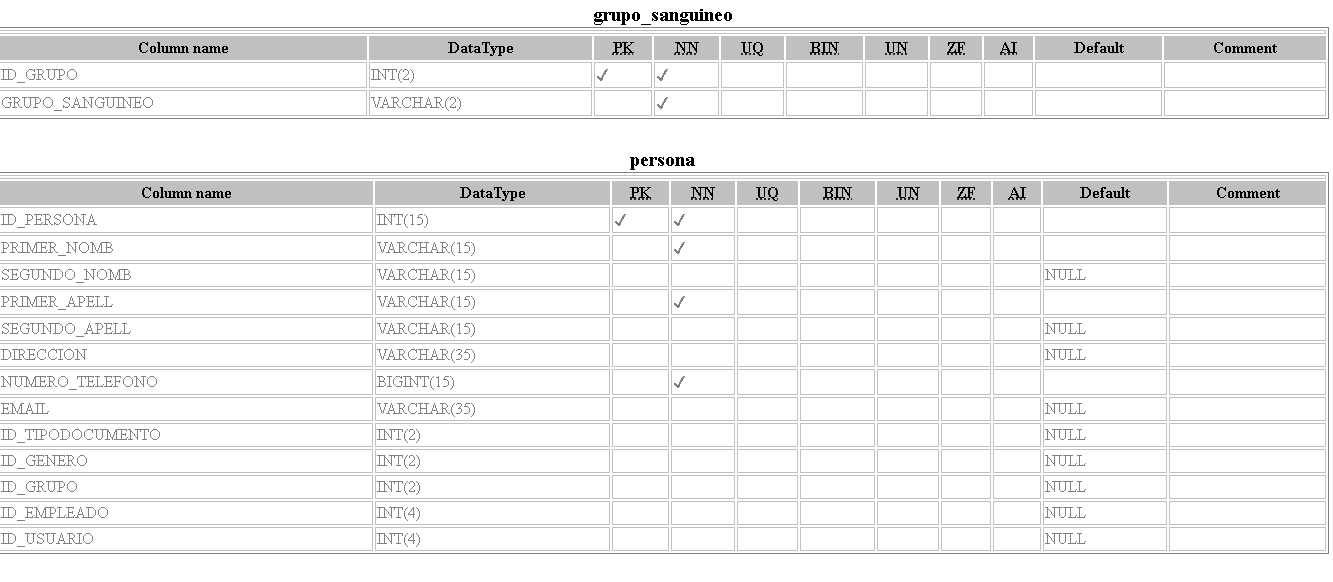 grupo_sanguineo
Column name DataType PK NN UQ BIN UN ZF AI Default Comment
ID_GRUPO INT(2) ✓ ✓
GRUPO_SANGUINEO VARCHAR(2) ✓
persona
Column name DataType PK NN UQ BIN UN ZF AI Default Comment
ID_PERSONA INT(15) ✓ ✓
PRIMER_NOMB VARCHAR(15) ✓
SEGUNDO_NOMB VARCHAR(15) NULL
PRIMER_APELL VARCHAR(15) ✓
SEGUNDO_APELL VARCHAR(15) NULL
DIRECCION VARCHAR(35) NULL
NUMERO_TELEFONO BIGINT(15) ✓
EMAIL VARCHAR(35) NULL
ID_TIPODOCUMENTO INT(2) NULL
ID_GENERO INT(2) NULL
ID_GRUPO INT(2) NULL
ID_EMPLEADO INT(4) NULL
ID_USUARIO INT(4) NULL